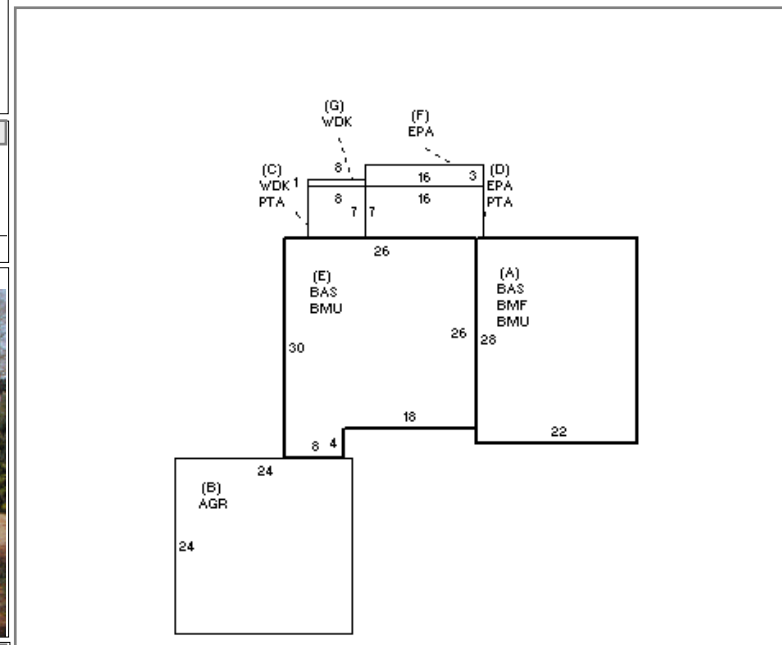 (G)
WDK
(F)
EPA
8
(C)
WDK 1
PTA
16 3
(D)
EPA
PTA
8
16
7 7
26
(E)
BAS
BMU
(A)
BAS
BMF
BMU
30
26
28
18
8 4
22
24
(B)
AGR
24